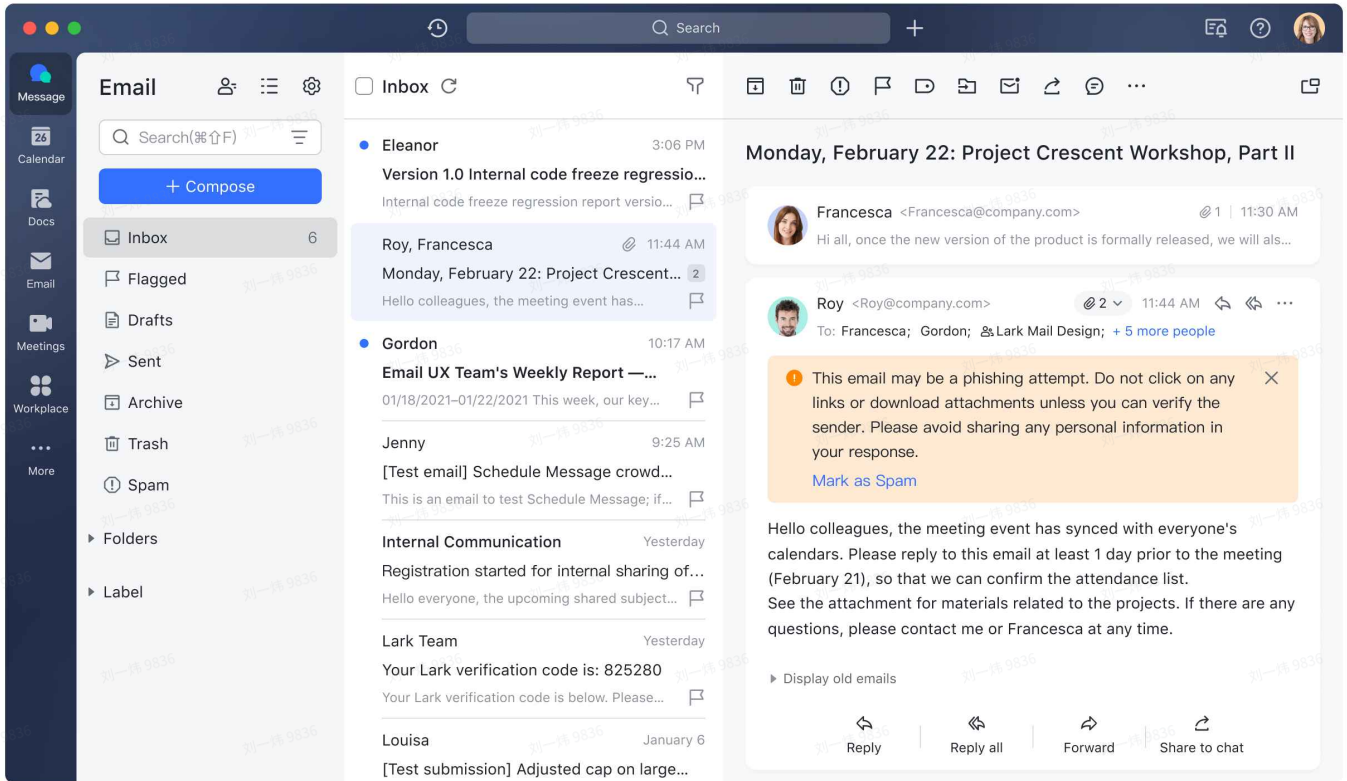 Search
Message
26
Calendar
Docs
Email
Meetings
Workplace
More
Email
Search(⌘⇧F)
+ Compose
Inbox 6
Flagged
Drafts
Sent
Archive
Trash
Spam
Folders
Label
Inbox
Eleanor 3:06 PM
Version 1.0 Internal code freeze regressio...
Internal code freeze regression report versio...
Roy, Francesca 11:44 AM
Monday, February 22: Project Crescent... 2
Hello colleagues, the meeting event has...
Gordon 10:17 AM
Email UX Team's Weekly Report —...
01/18/2021–01/22/2021 This week, our key...
Jenny 9:25 AM
[Test email] Schedule Message crowd...
This is an email to test Schedule Message; if...
Internal Communication Yesterday
Registration started for internal sharing of...
Hello everyone, the upcoming shared subject...
Lark Team Yesterday
Your Lark verification code is: 825280
Your Lark verification code is below. Please...
Louisa January 6
[Test submission] Adjusted cap on large...
Monday, February 22: Project Crescent Workshop, Part II
Francesca <Francesca@company.com> 1 | 11:30 AM
Hi all, once the new version of the product is formally released, we will als...
Roy <Roy@company.com> 2 11:44 AM
To: Francesca; Gordon; Lark Mail Design; + 5 more people
This email may be a phishing attempt. Do not click on any
links or download attachments unless you can verify the
sender. Please avoid sharing any personal information in
your response.
Mark as Spam
Hello colleagues, the meeting event has synced with everyone's
calendars. Please reply to this email at least 1 day prior to the meeting
(February 21), so that we can confirm the attendance list.
See the attachment for materials related to the projects. If there are any
questions, please contact me or Francesca at any time.
Display old emails
Reply
Reply all
Forward
Share to chat
刘一玮 9836